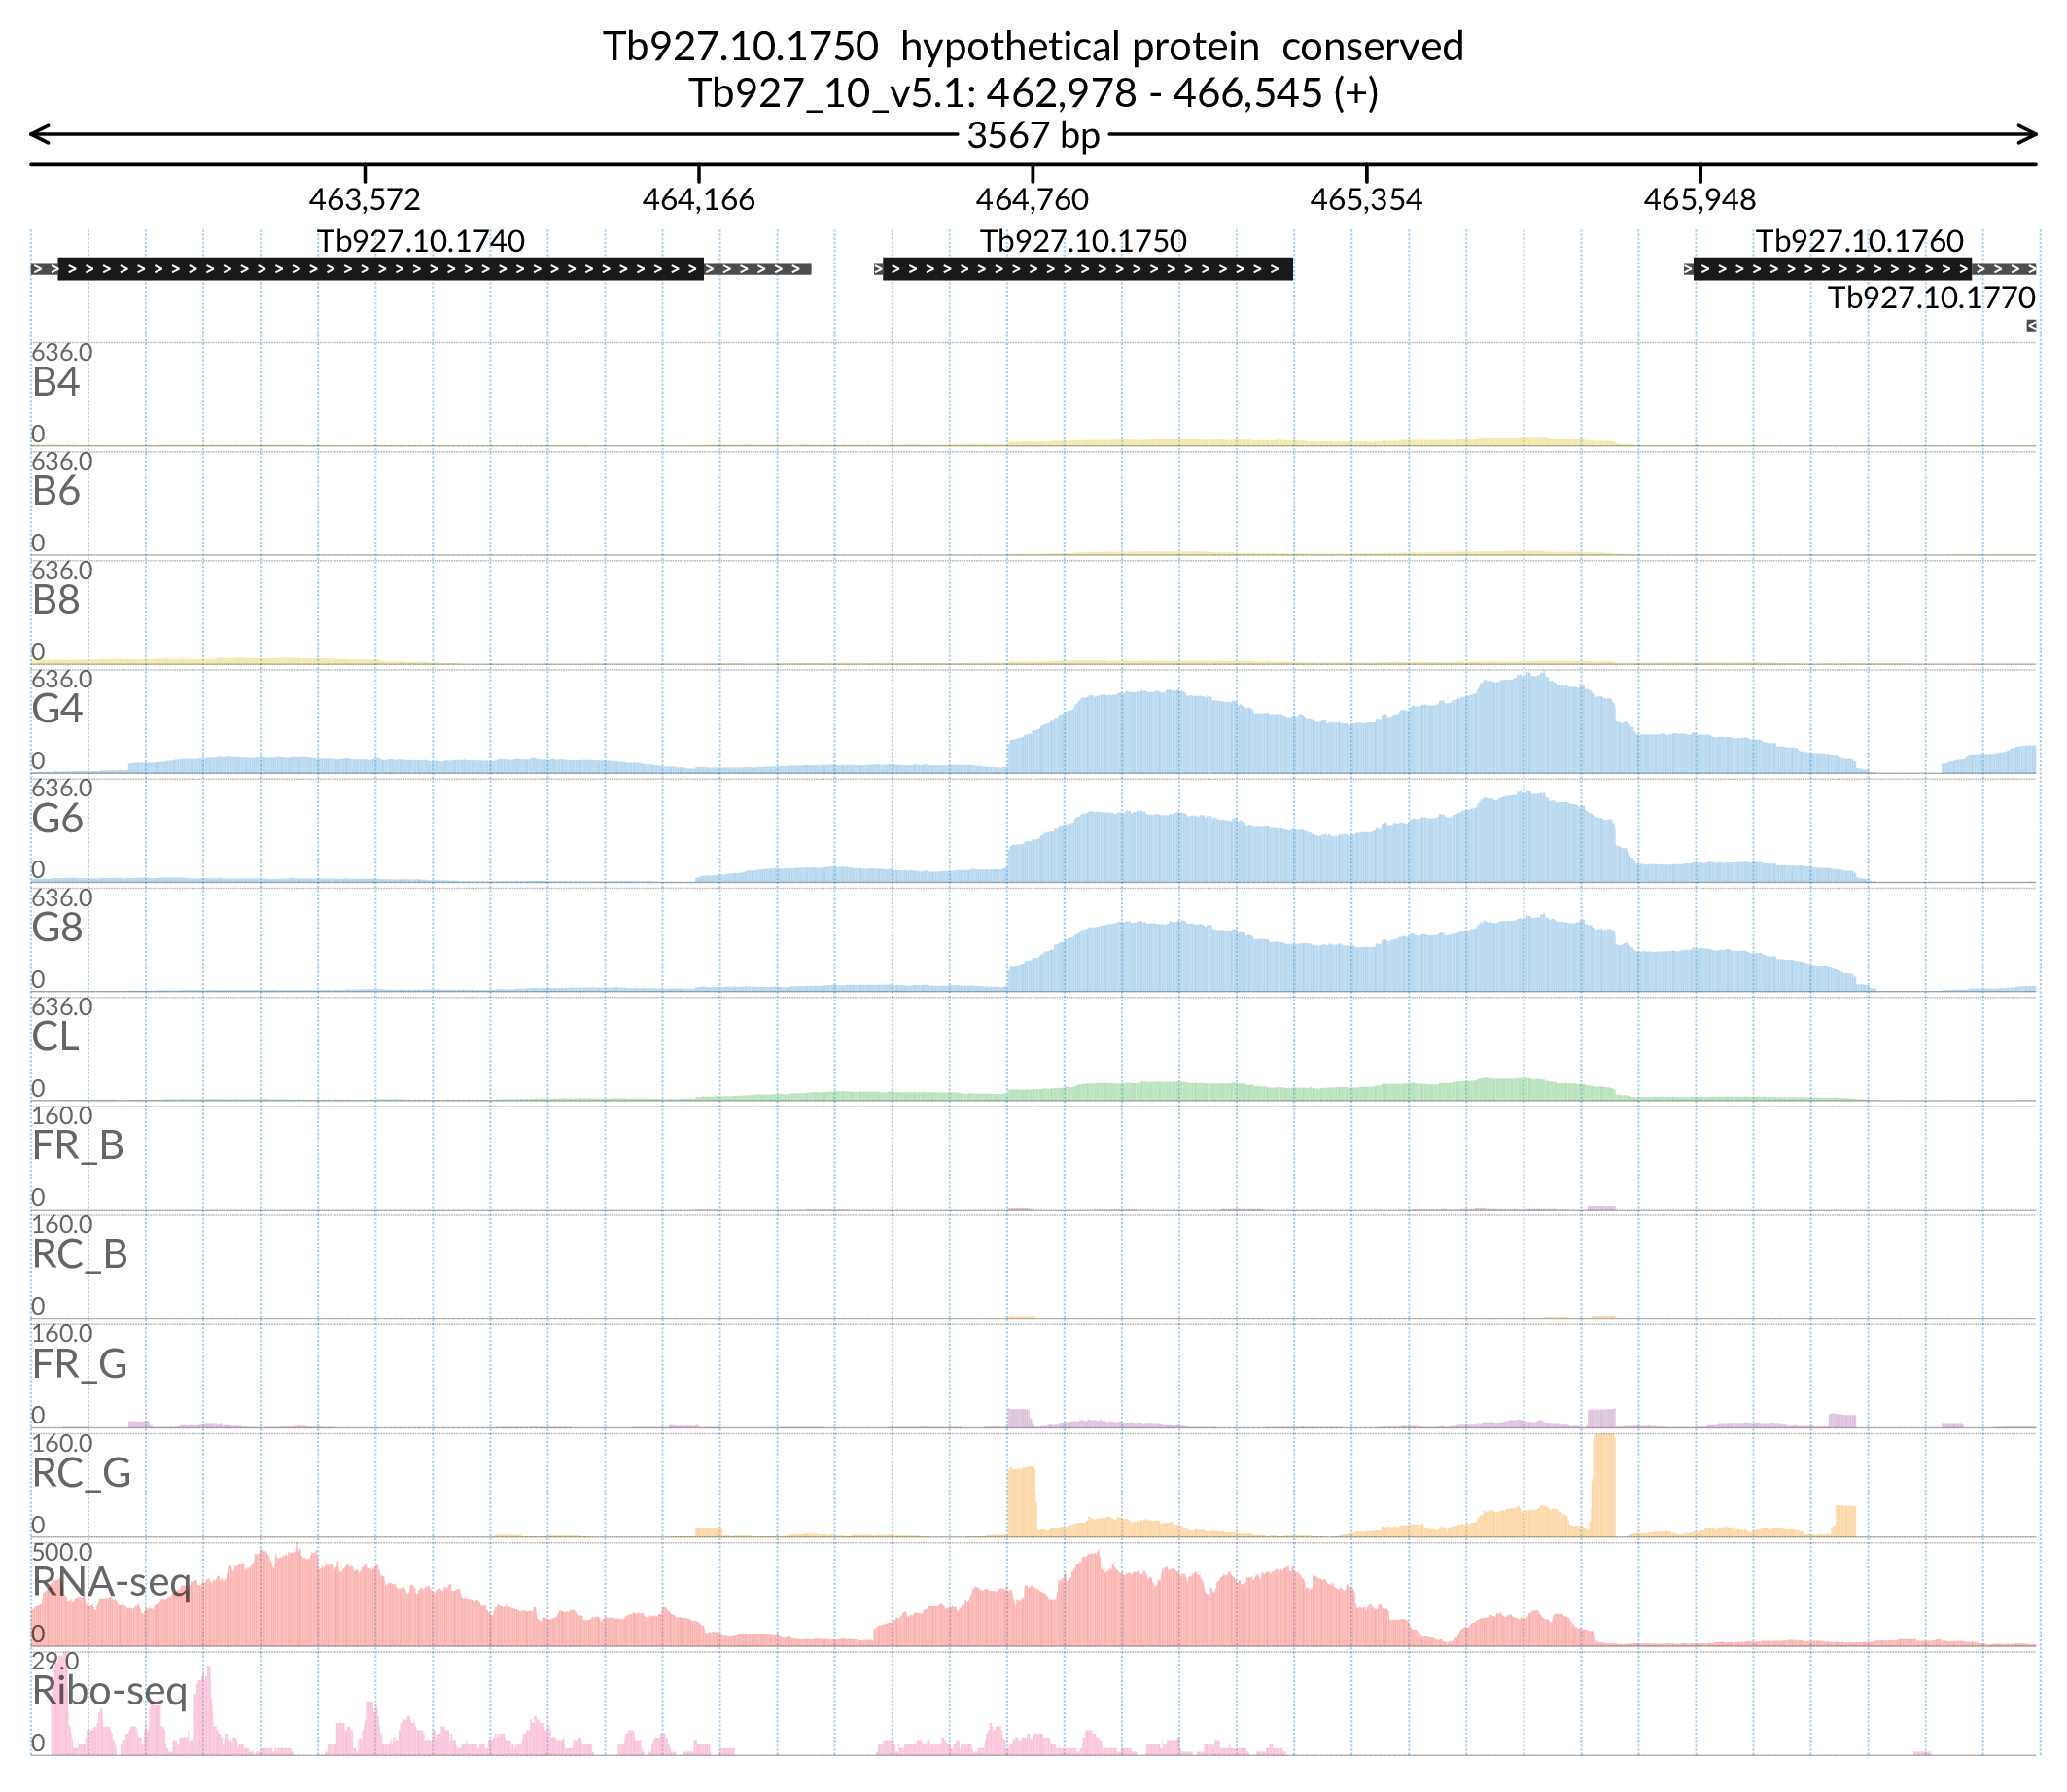 Tb927.10.1750  hypothetical protein  conserved
Tb927_10_v5.1: 462,978 - 466,545 (+)
3567 bp
463,572 464,166 464,760 465,354 465,948
Tb927.10.1740 Tb927.10.1750 Tb927.10.1760
Tb927.10.1770
636.0
B4
0
636.0
B6
0
636.0
B8
0
636.0
G4
0
636.0
G6
0
636.0
G8
0
636.0
CL
0
160.0
FR_B
0
160.0
RC_B
0
160.0
FR_G
0
160.0
RC_G
0
500.0
RNA-seq
0
29.0
Ribo-seq
0